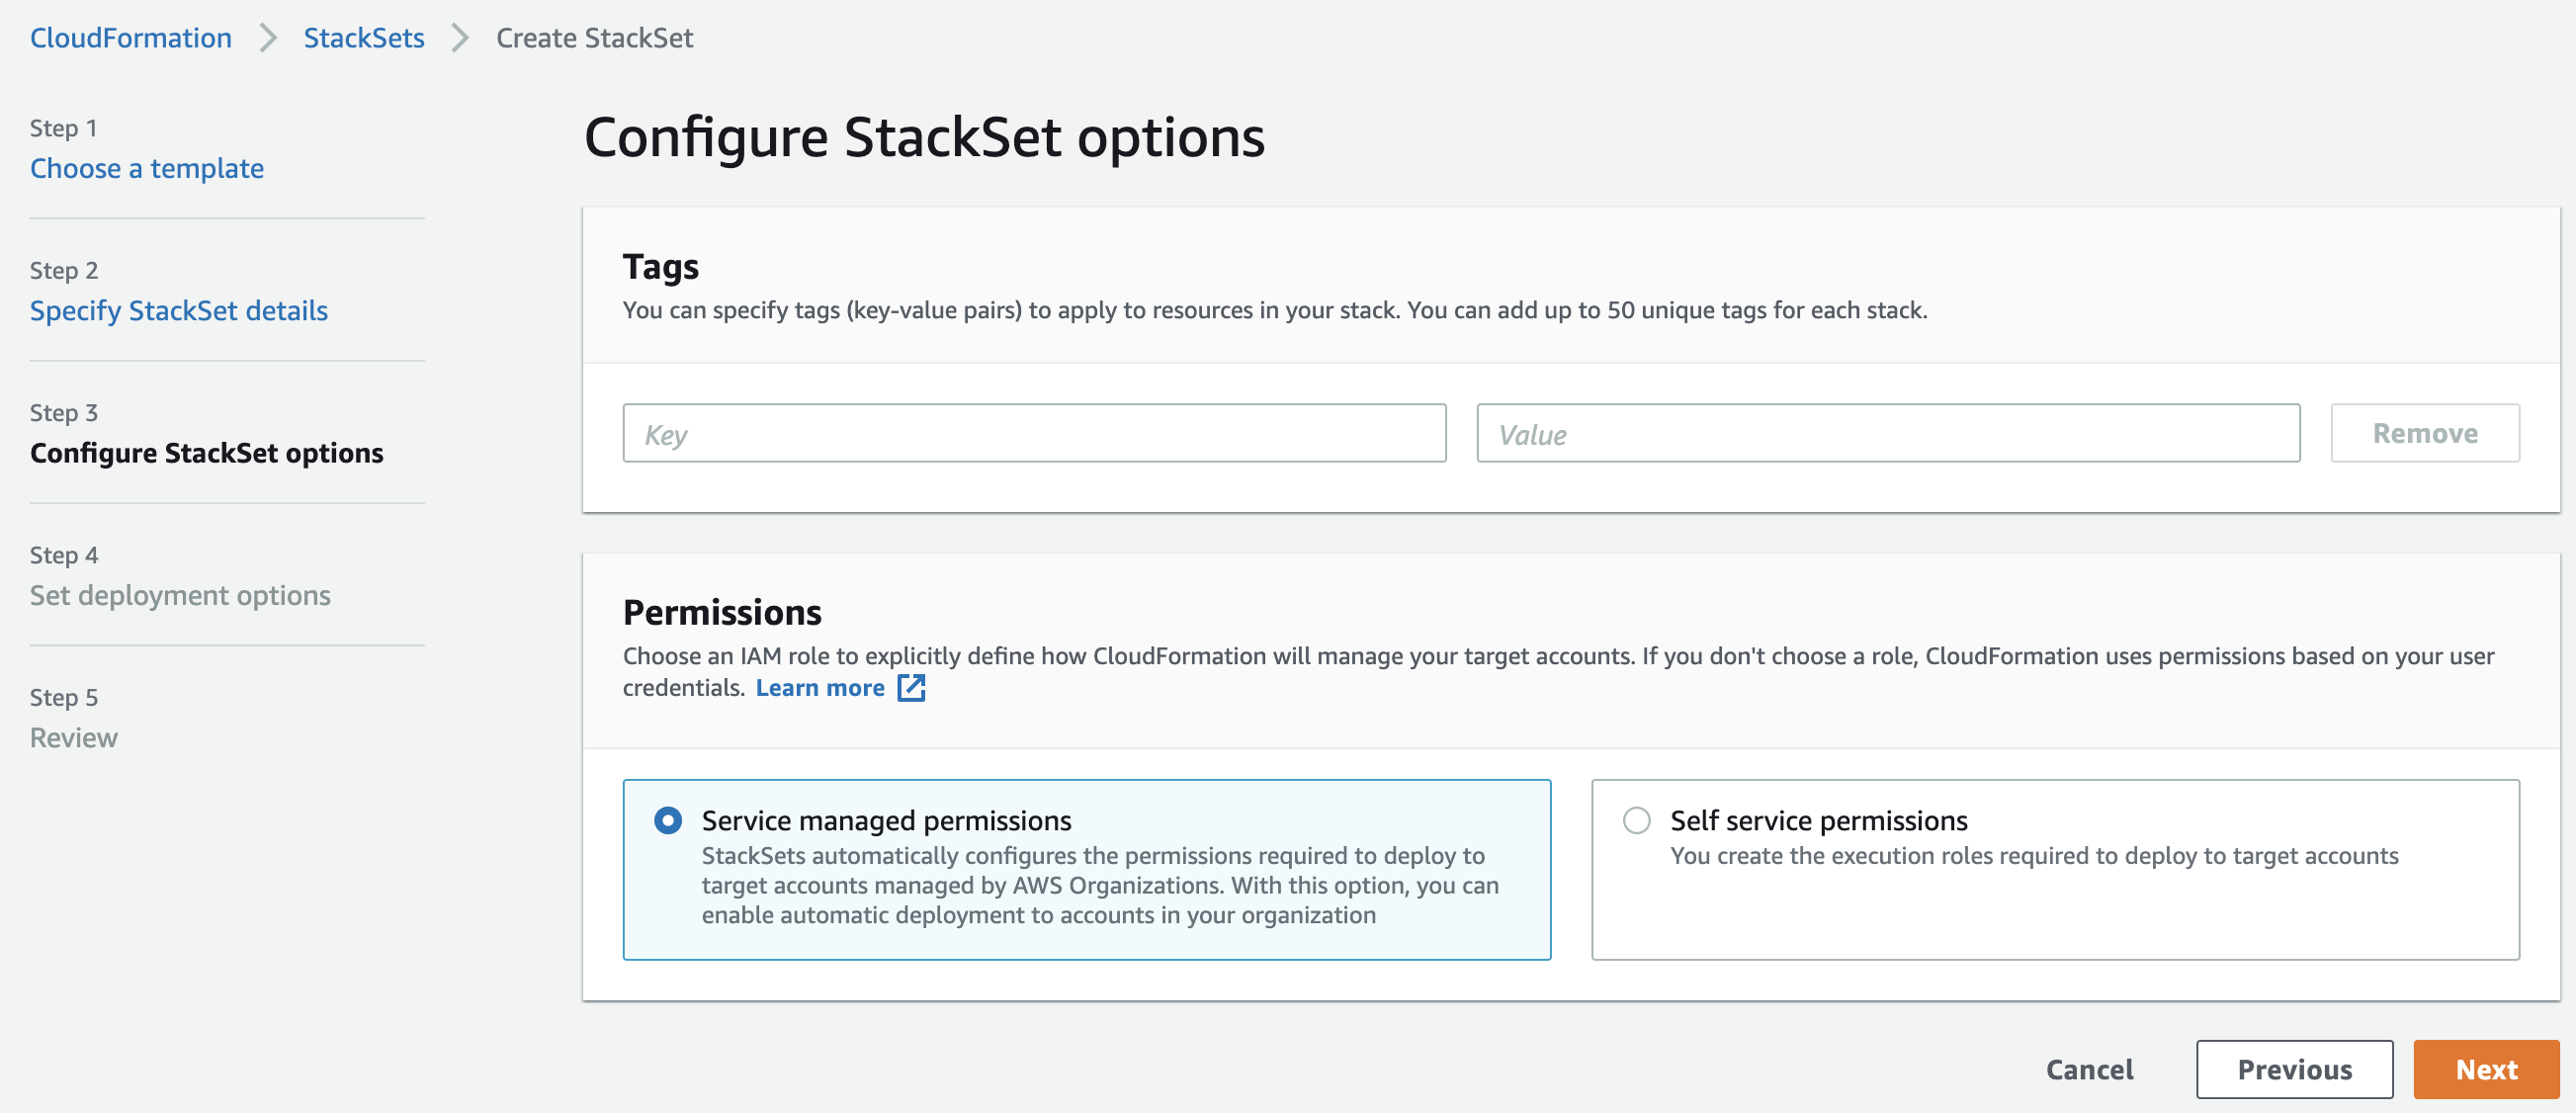 CloudFormation StackSets Create StackSet
Step 1
Choose a template
Step 2
Specify StackSet details
Step 3
Configure StackSet options
Step 4
Set deployment options
Step 5
Review
Configure StackSet options
Tags
You can specify tags (key-value pairs) to apply to resources in your stack. You can add up to 50 unique tags for each stack.
Key Value Remove
Permissions
Choose an IAM role to explicitly define how CloudFormation will manage your target accounts. If you don't choose a role, CloudFormation uses permissions based on your user
credentials. Learn more
Service managed permissions
StackSets automatically configures the permissions required to deploy to
target accounts managed by AWS Organizations. With this option, you can
enable automatic deployment to accounts in your organization
Self service permissions
You create the execution roles required to deploy to target accounts
Cancel Previous Next